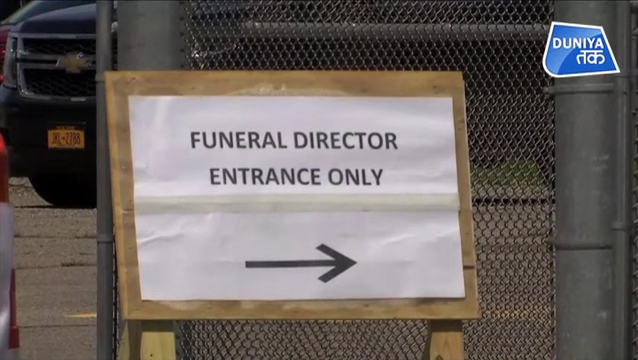 DUNIYA
तक
FUNERAL DIRECTOR
ENTRANCE ONLY